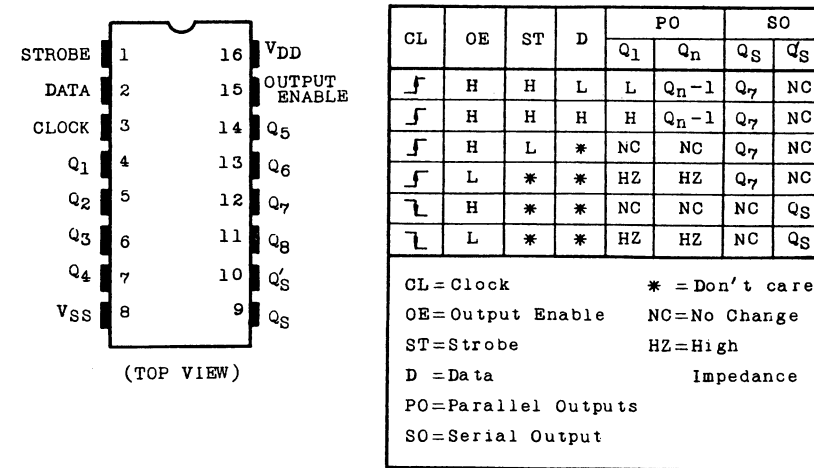 STROBE 1 16 VDD
DATA 2 15 OUTPUT ENABLE
CLOCK 3 14 Q5
Q1 4 13 Q6
Q2 5 12 Q7
Q3 6 11 Q8
Q4 7 10 Q'S
VSS 8 9 QS
(TOP VIEW)
CL OE ST D PO SO
Q1 Qn QS Q'S
H H L L Qn-1 Q7 NC
H H H H Qn-1 Q7 NC
H L * NC NC Q7 NC
L * * HZ HZ Q7 NC
H * * NC NC NC QS
L * * HZ HZ NC QS
CL=Clock * =Don't care
OE=Output Enable NC=No Change
ST=Strobe HZ=High
D =Data Impedance
PO=Parallel Outputs
SO=Serial Output